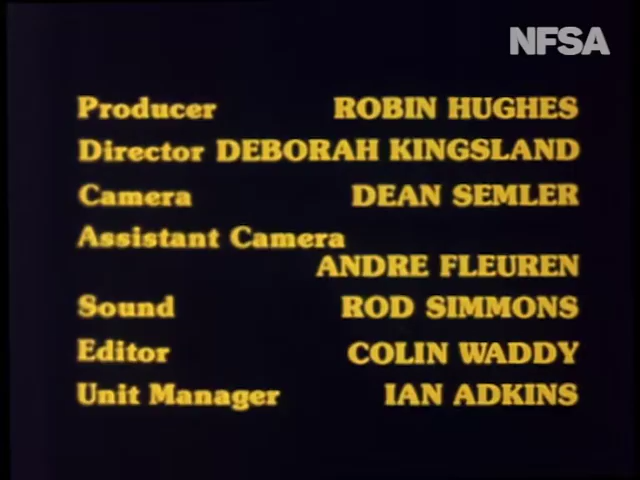 NFSA
Producer ROBIN HUGHES
Director DEBORAH KINGSLAND
Camera DEAN SEMLER
Assistant Camera
ANDRE FLEUREN
Sound ROD SIMMONS
Editor COLIN WADDY
Unit Manager IAN ADKINS